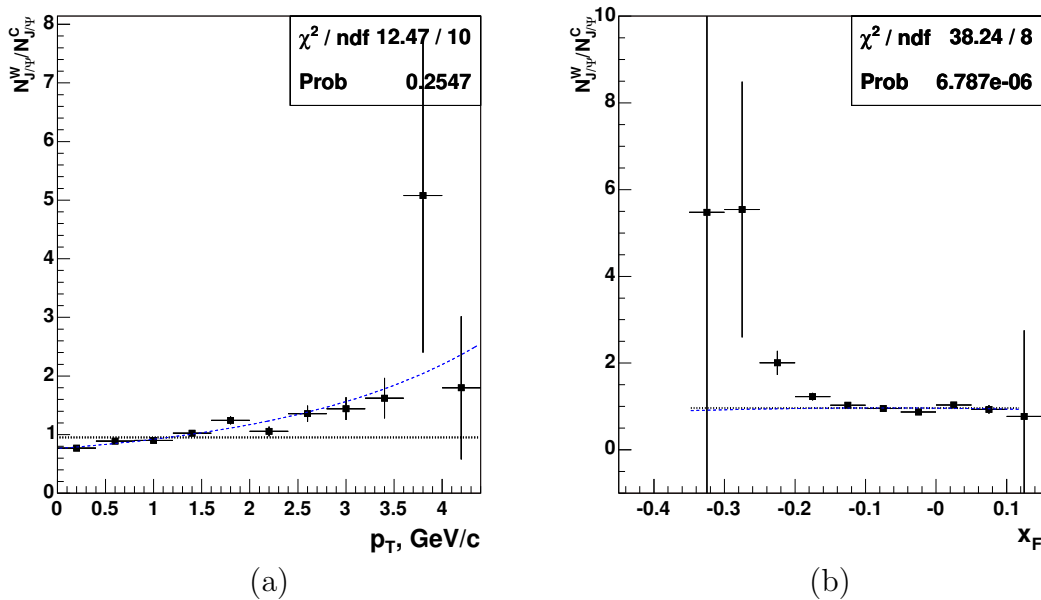 N^W_{J/Ψ}/N^C_{J/Ψ}
8
7
6
5
4
3
2
1
0
χ² / ndf 12.47 / 10
Prob 0.2547
0 0.5 1 1.5 2 2.5 3 3.5 4
p_T, GeV/c
(a)
N^W_{J/Ψ}/N^C_{J/Ψ}
10
8
6
4
2
0
χ² / ndf 38.24 / 8
Prob 6.787e-06
-0.4 -0.3 -0.2 -0.1 -0 0.1
x_F
(b)